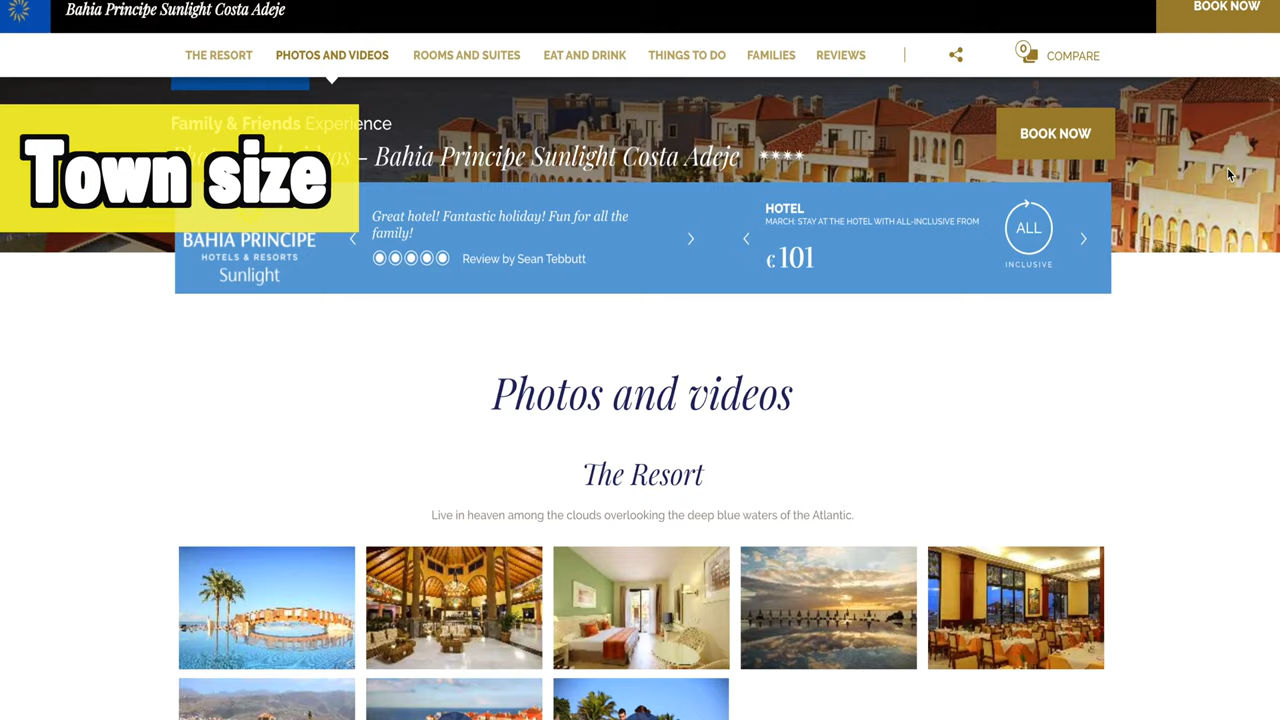 Bahia Principe Sunlight Costa Adeje
BOOK NOW
THE RESORT
PHOTOS AND VIDEOS
ROOMS AND SUITES
EAT AND DRINK
THINGS TO DO
FAMILIES
REVIEWS
0
COMPARE
Family & Friends Experience
- Bahia Principe Sunlight Costa Adeje
BOOK NOW
Town size
BAHIA PRINCIPE
HOTELS & RESORTS
Sunlight
Great hotel! Fantastic holiday! Fun for all the
family!
Review by Sean Tebbutt
HOTEL
MARCH: STAY AT THE HOTEL WITH ALL-INCLUSIVE FROM
€ 101
ALL
INCLUSIVE
Photos and videos
The Resort
Live in heaven among the clouds overlooking the deep blue waters of the Atlantic.